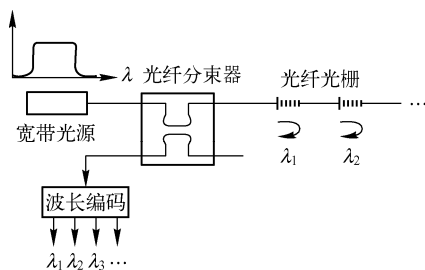 λ 光纤分束器
光纤光栅
宽带光源
…
λ1 λ2
波长编码
λ1 λ2 λ3 …